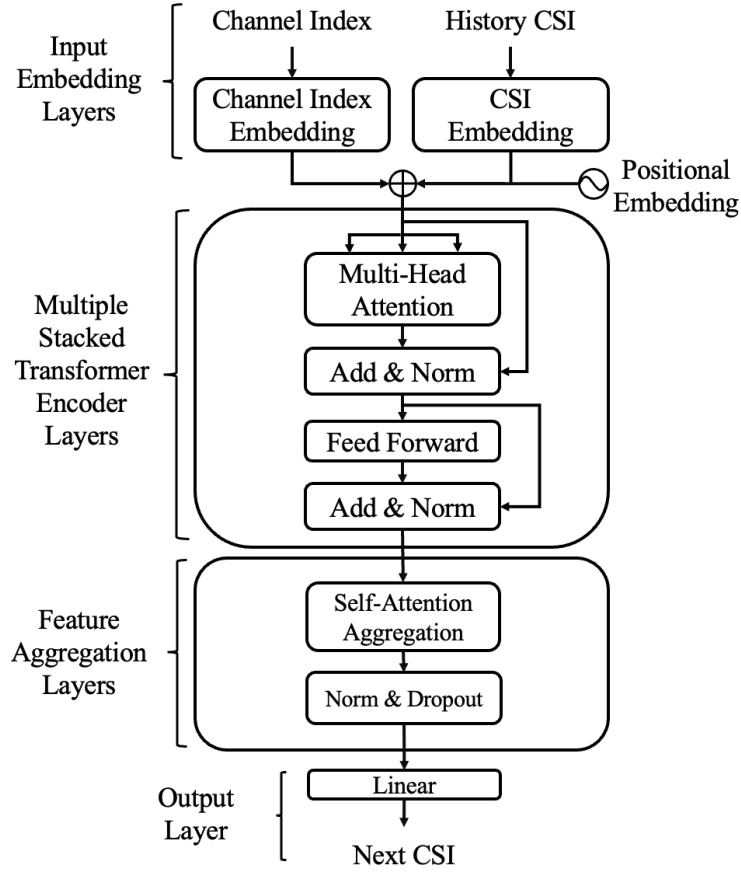 Input
Embedding
Layers
Channel Index
History CSI
Channel Index
Embedding
CSI
Embedding
Positional
Embedding
Multiple
Stacked
Transformer
Encoder
Layers
Multi-Head
Attention
Add & Norm
Feed Forward
Add & Norm
Feature
Aggregation
Layers
Self-Attention
Aggregation
Norm & Dropout
Output
Layer
Linear
Next CSI